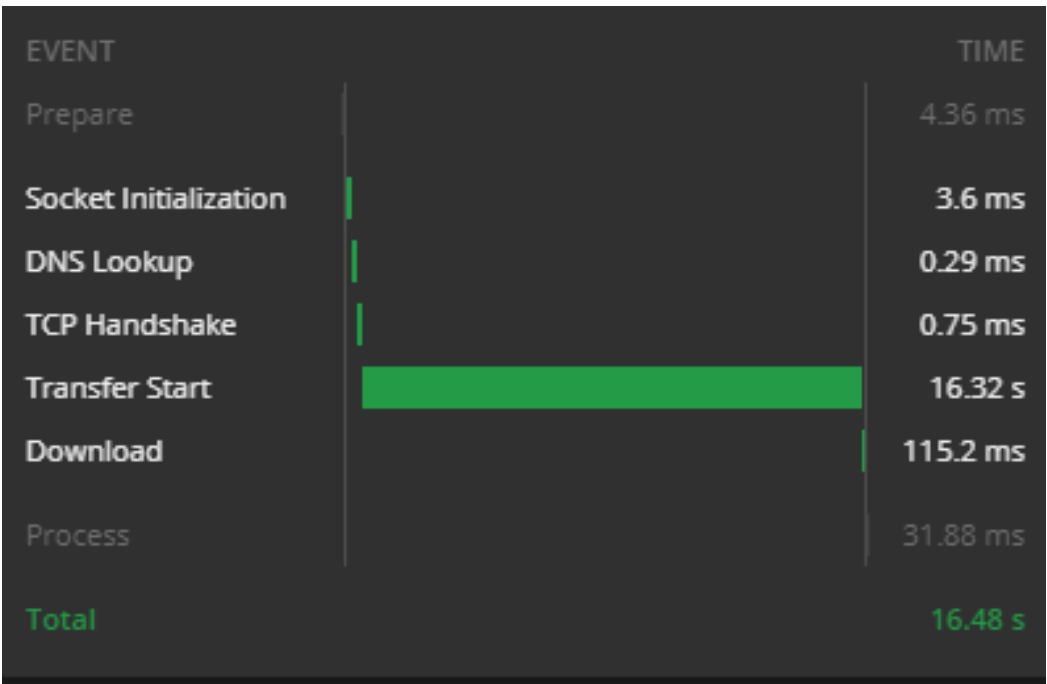 EVENT TIME
Prepare 4.36 ms
Socket Initialization 3.6 ms
DNS Lookup 0.29 ms
TCP Handshake 0.75 ms
Transfer Start 16.32 s
Download 115.2 ms
Process 31.88 ms
Total 16.48 s